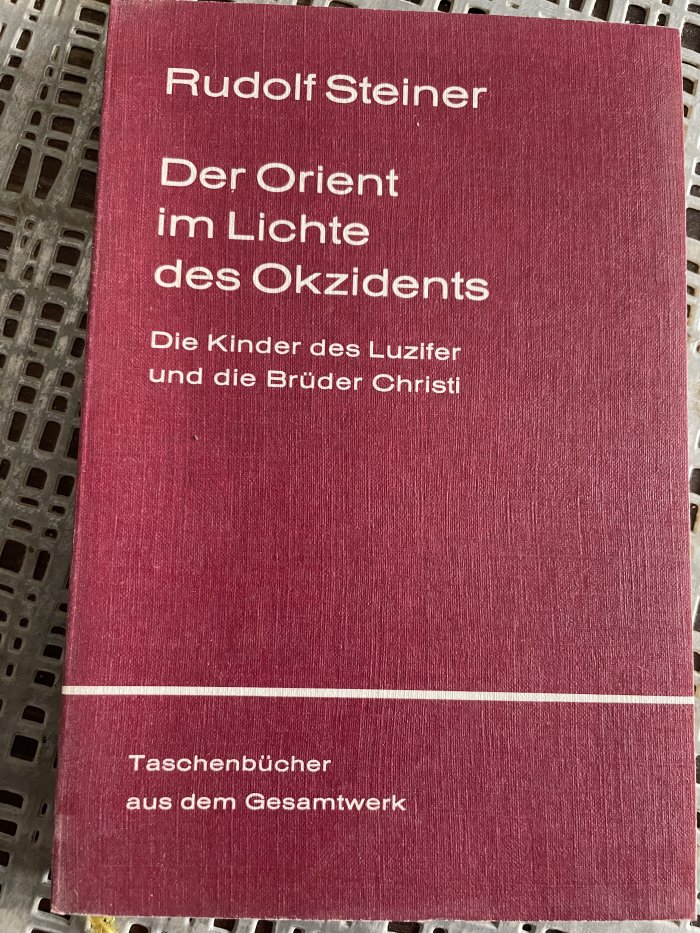 Rudolf Steiner
Der Orient
im Lichte
des Okzidents
Die Kinder des Luzifer
und die Brüder Christi
Taschenbücher
aus dem Gesamtwerk